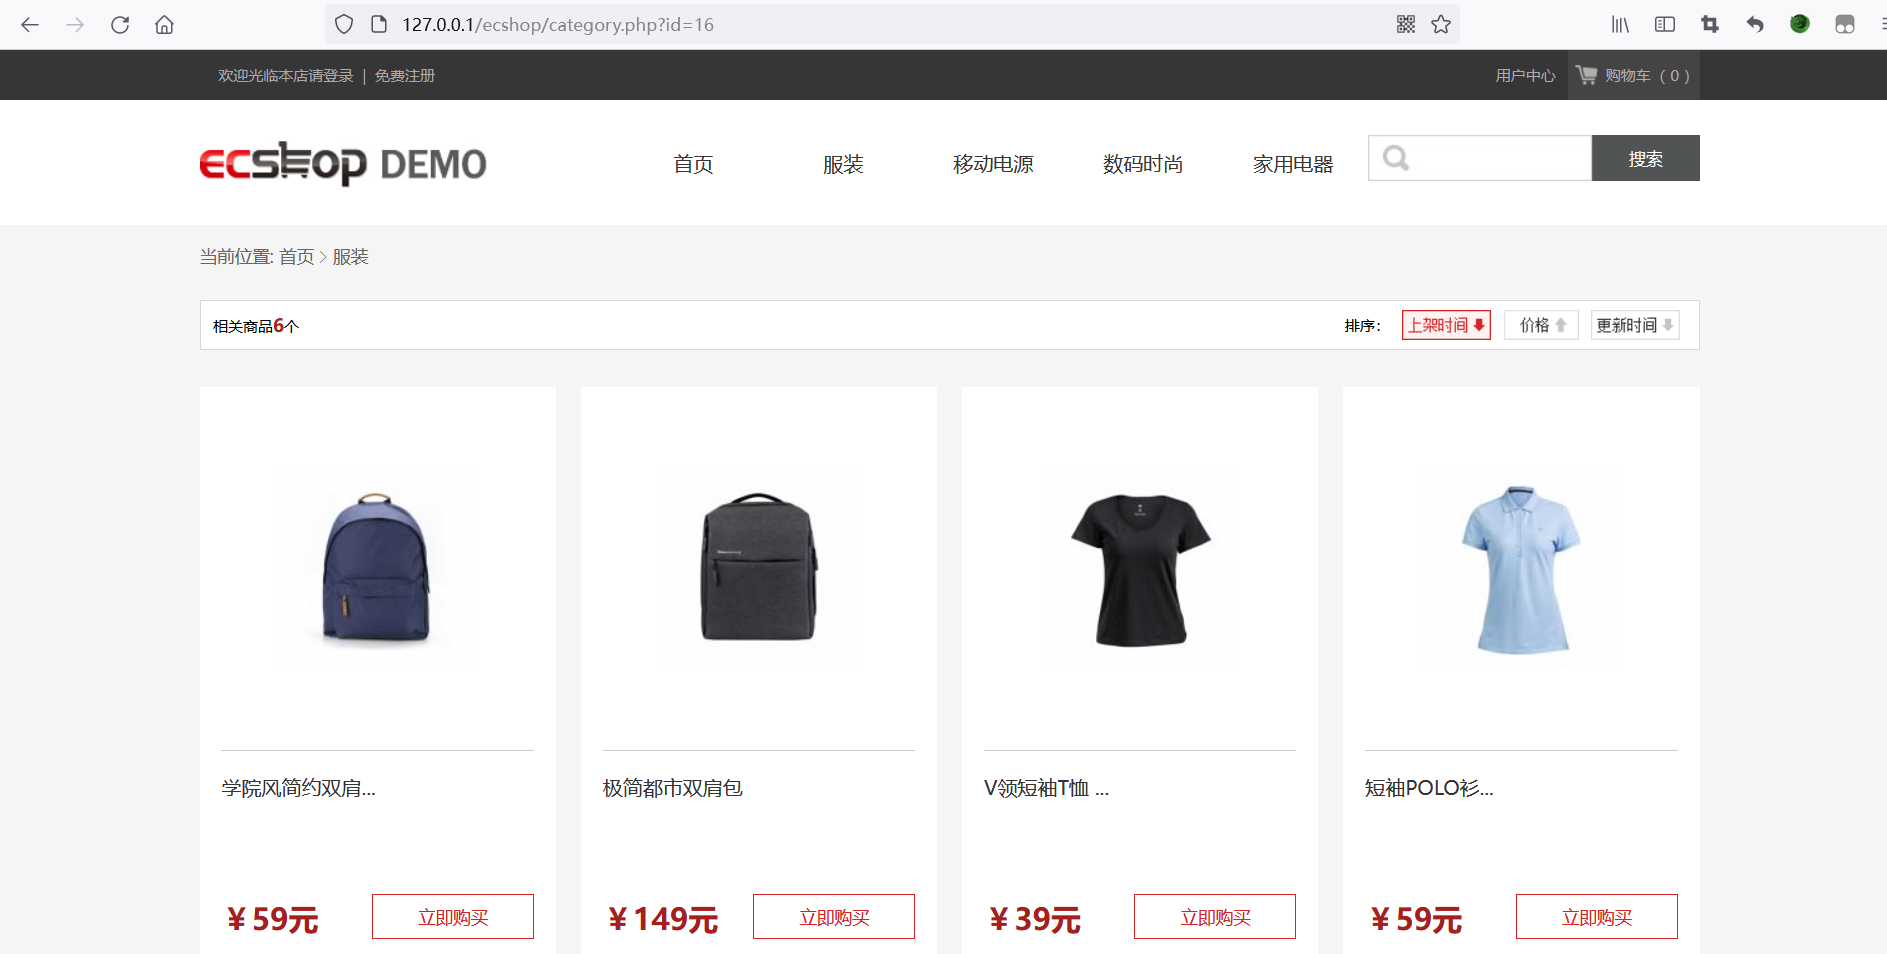 127.0.0.1/ecshop/category.php?id=16
欢迎光临本店请登录 | 免费注册
用户中心
购物车 ( 0 )
ECSHOP DEMO
首页
服装
移动电源
数码时尚
家用电器
搜索
当前位置: 首页 > 服装
相关商品6个
排序：
上架时间
价格
更新时间
学院风简约双肩...
极简都市双肩包
V领短袖T恤 ...
短袖POLO衫...
￥59元
立即购买
￥149元
立即购买
￥39元
立即购买
￥59元
立即购买